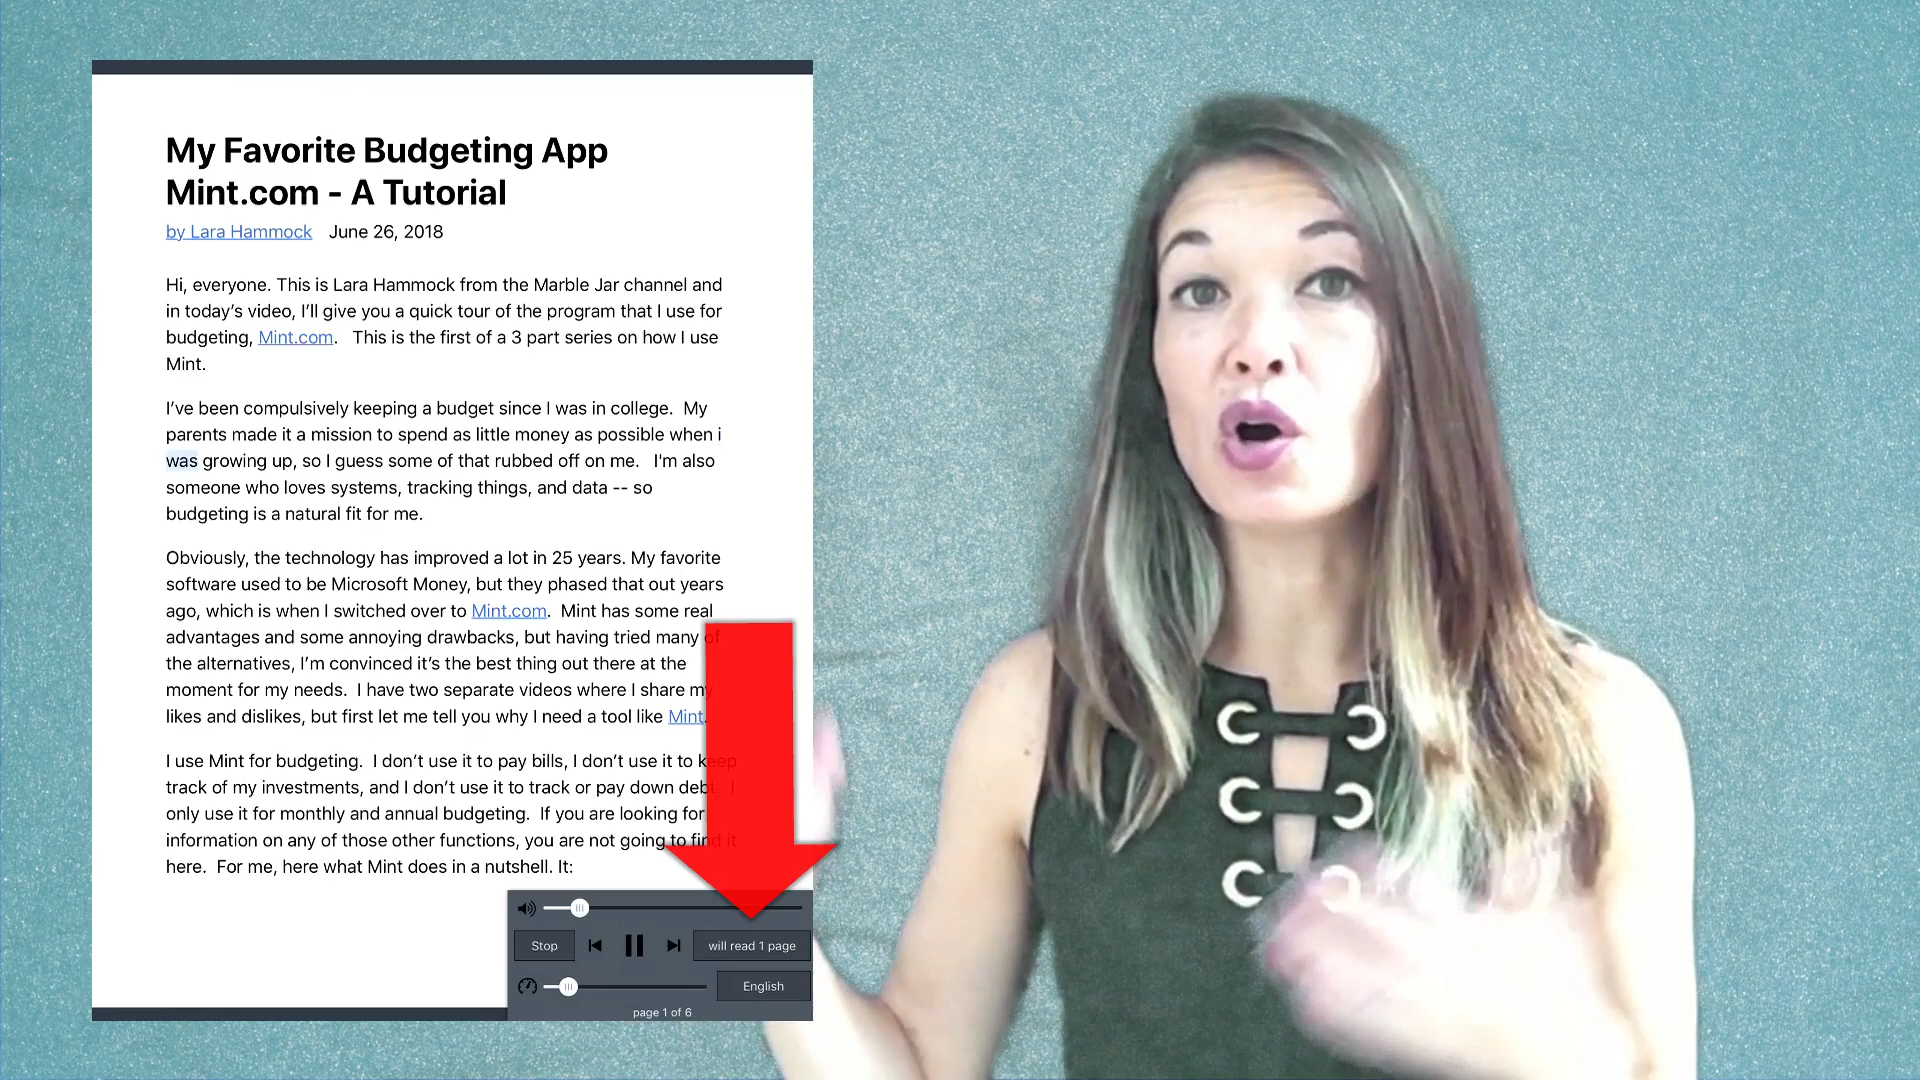 My Favorite Budgeting App
Mint.com - A Tutorial
by Lara Hammock June 26, 2018
Hi, everyone. This is Lara Hammock from the Marble Jar channel and
in today's video, I'll give you a quick tour of the program that I use for
budgeting, Mint.com. This is the first of a 3 part series on how I use
Mint.
I've been compulsively keeping a budget since I was in college. My
parents made it a mission to spend as little money as possible when i
was growing up, so I guess some of that rubbed off on me. I'm also
someone who loves systems, tracking things, and data -- so
budgeting is a natural fit for me.
Obviously, the technology has improved a lot in 25 years. My favorite
software used to be Microsoft Money, but they phased that out years
ago, which is when I switched over to Mint.com. Mint has some real
advantages and some annoying drawbacks, but having tried many of
the alternatives, I'm convinced it's the best thing out there at the
moment for my needs. I have two separate videos where I share my
likes and dislikes, but first let me tell you why I need a tool like Mint.
I use Mint for budgeting. I don't use it to pay bills, I don't use it to keep
track of my investments, and I don't use it to track or pay down debt. I
only use it for monthly and annual budgeting. If you are looking for
information on any of those other functions, you are not going to find it
here. For me, here what Mint does in a nutshell. It:
Stop will read 1 page
English
page 1 of 6